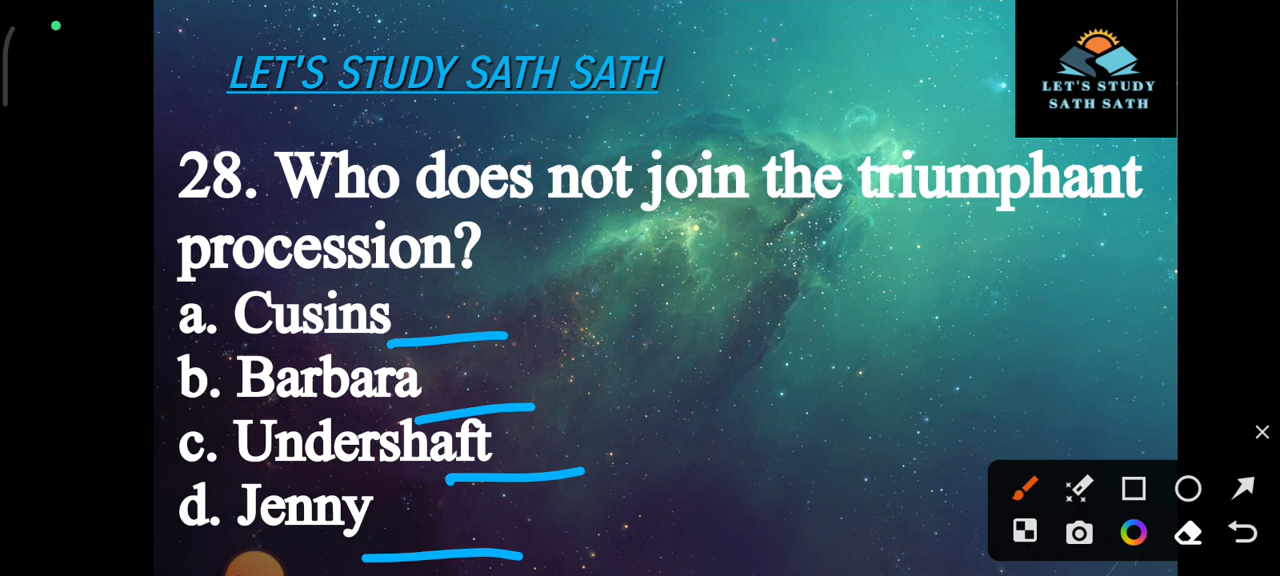 LET'S STUDY SATH SATH
LET'S STUDY
SATH SATH
28. Who does not join the triumphant
procession?
a. Cusins
b. Barbara
c. Undershaft
d. Jenny